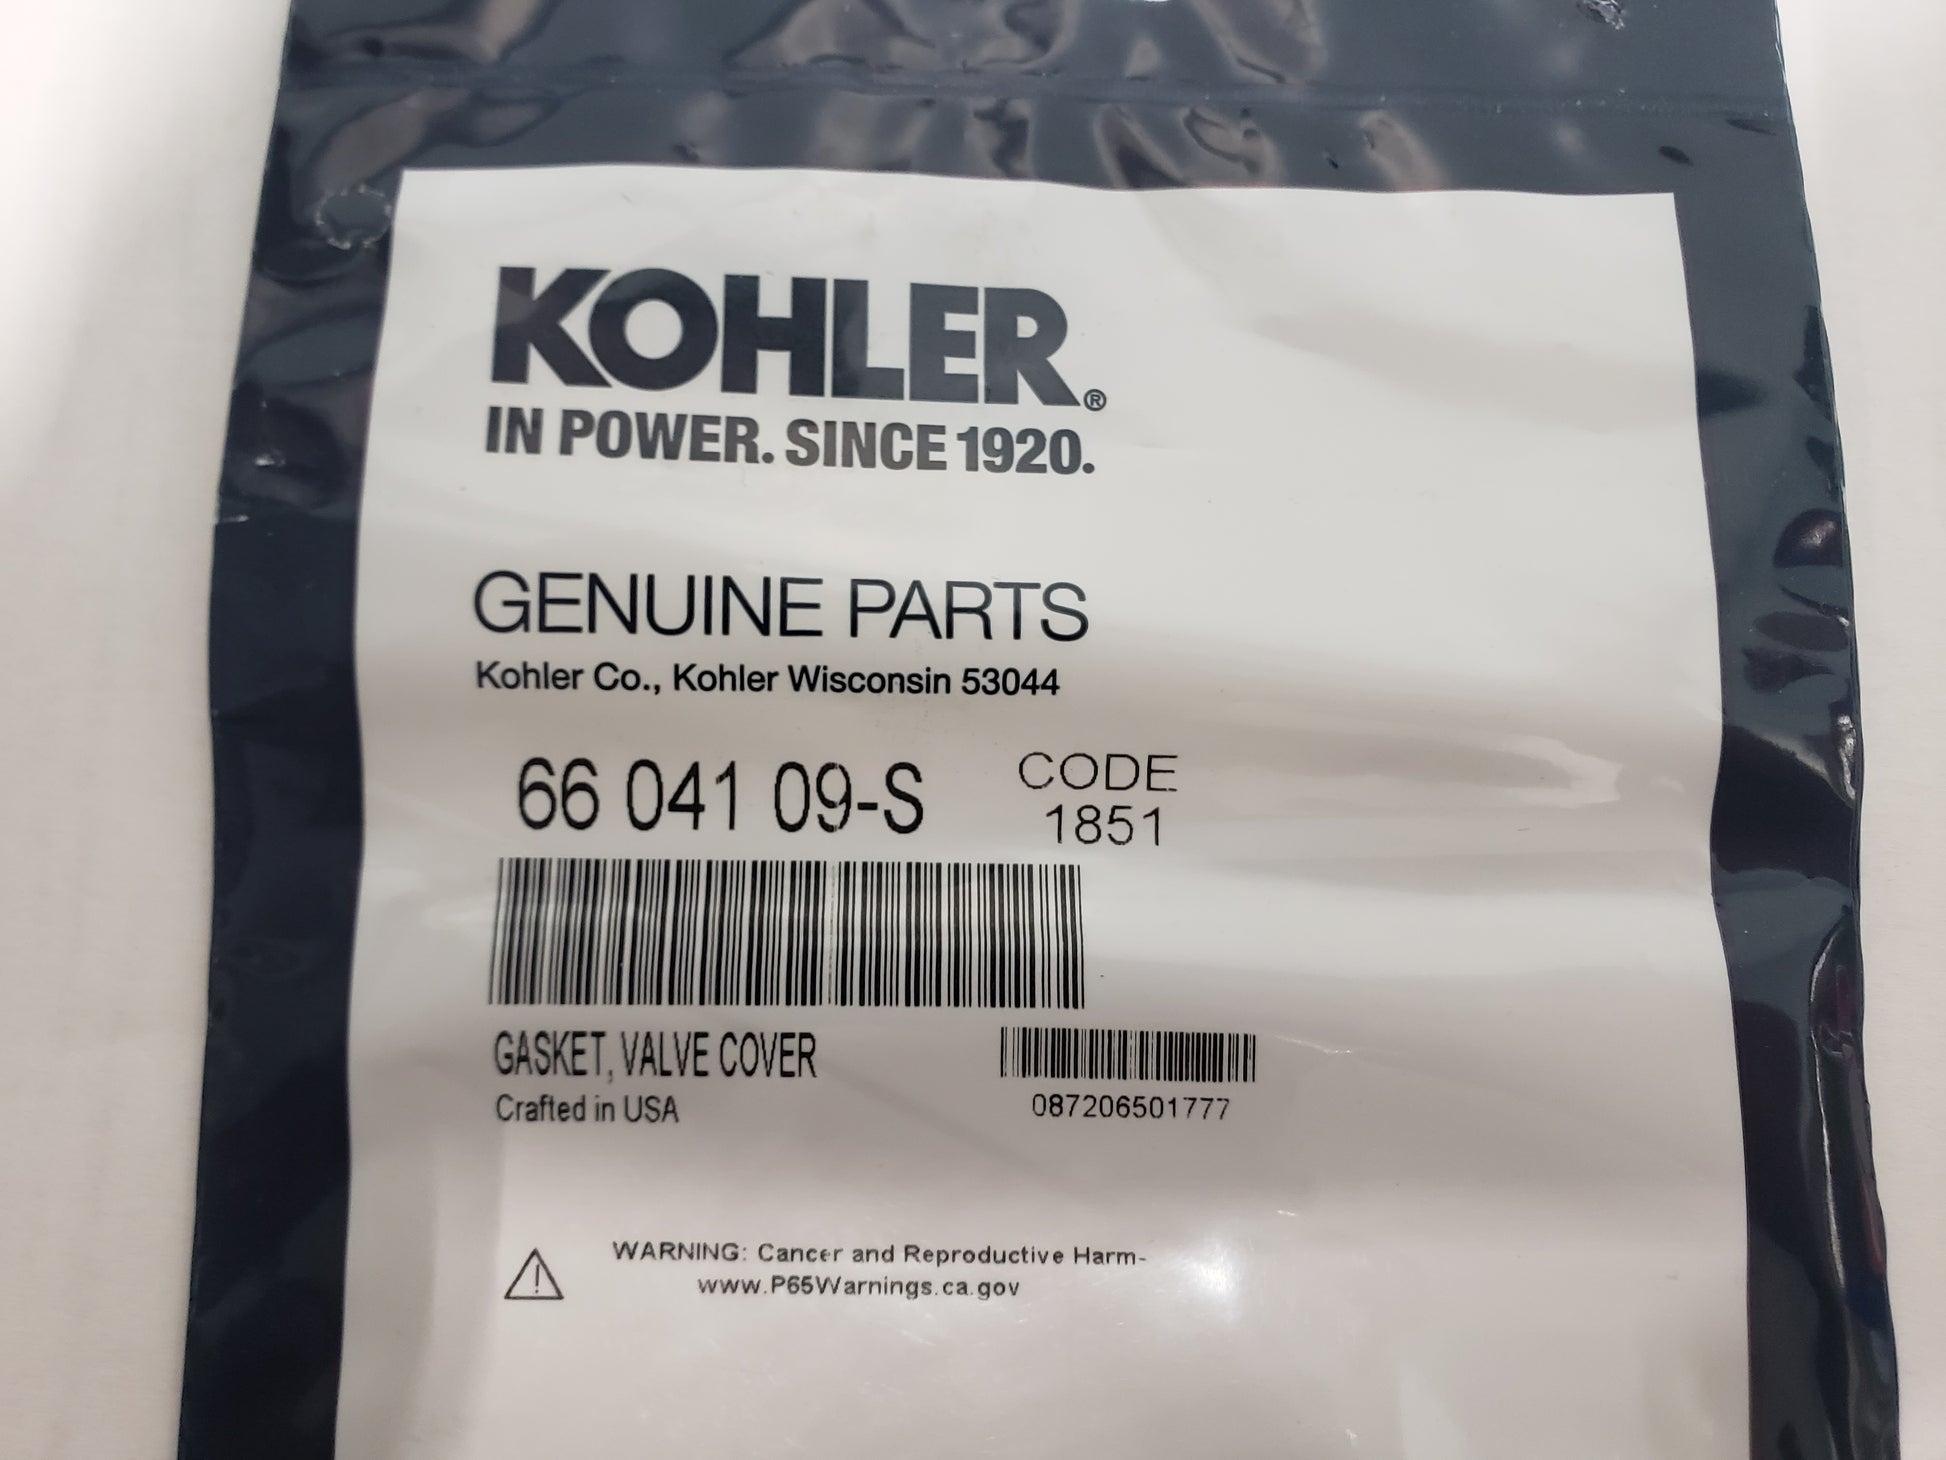 KOHLER®
IN POWER. SINCE 1920.
GENUINE PARTS
Kohler Co., Kohler Wisconsin 53044
66 041 09-S
CODE
1851
GASKET, VALVE COVER
Crafted in USA
087206501777
WARNING: Cancer and Reproductive Harm-
www.P65Warnings.ca.gov